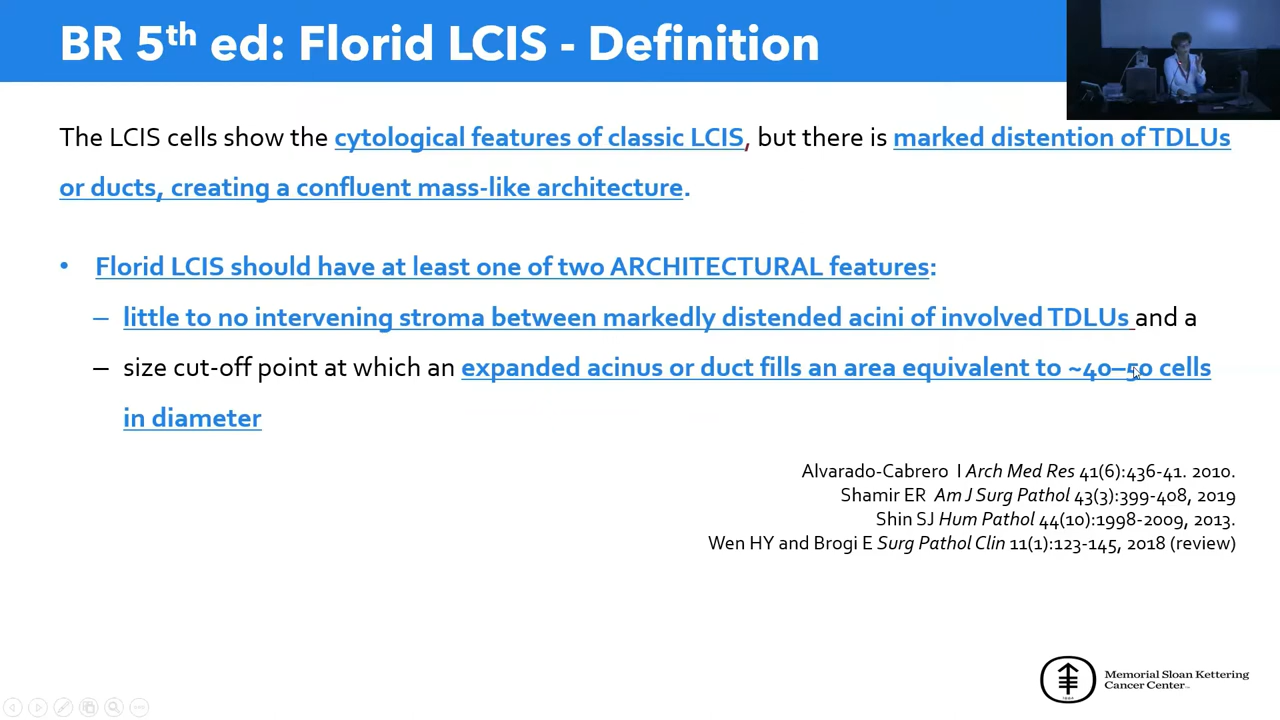 BR 5th ed: Florid LCIS - Definition
The LCIS cells show the cytological features of classic LCIS, but there is marked distention of TDLUs
or ducts, creating a confluent mass-like architecture.
• Florid LCIS should have at least one of two ARCHITECTURAL features:
– little to no intervening stroma between markedly distended acini of involved TDLUs and a
– size cut-off point at which an expanded acinus or duct fills an area equivalent to ~40–50 cells
in diameter
Alvarado-Cabrero I Arch Med Res 41(6):436-41. 2010.
Shamir ER Am J Surg Pathol 43(3):399-408, 2019
Shin SJ Hum Pathol 44(10):1998-2009, 2013.
Wen HY and Brogi E Surg Pathol Clin 11(1):123-145, 2018 (review)
Memorial Sloan Kettering
Cancer Center